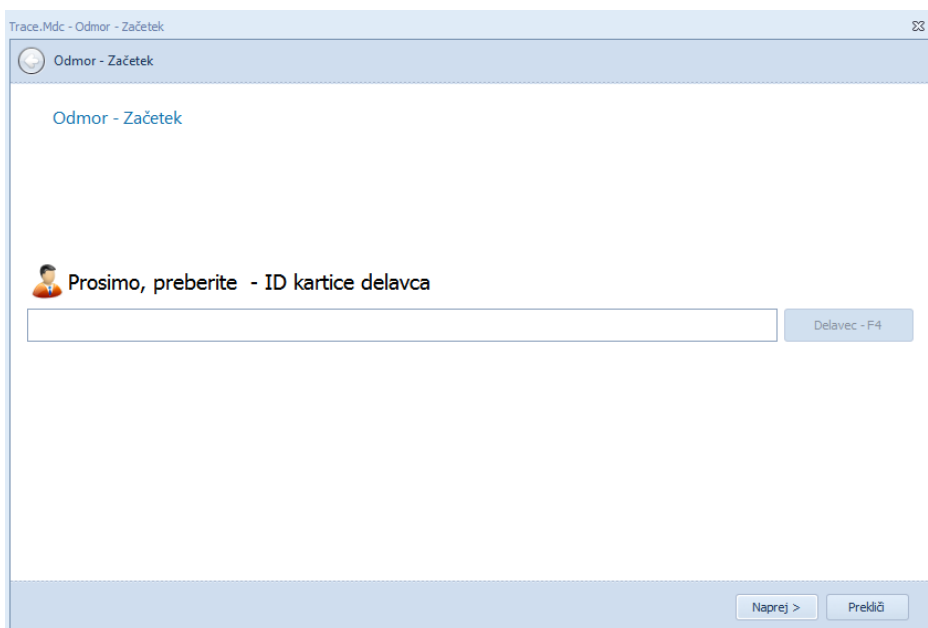 Trace.Mdc - Odmor - Začetek
Odmor - Začetek
Odmor - Začetek
Prosimo, preberite - ID kartice delavca
Delavec - F4
Naprej >
Prekliči